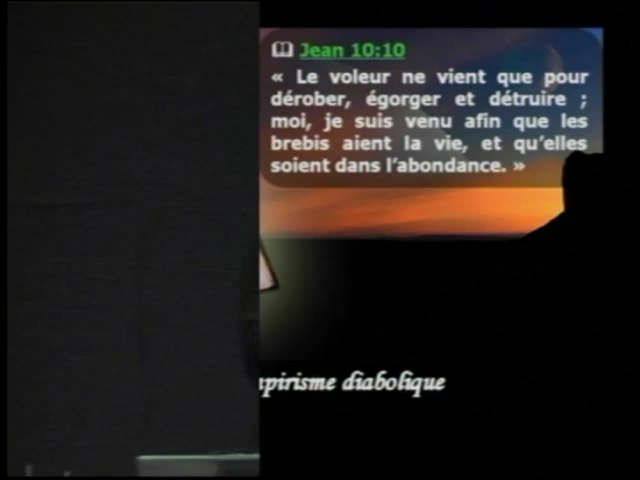 Jean 10:10
« Le voleur ne vient que pour
dérober, égorger et détruire ;
moi, je suis venu afin que les
brebis aient la vie, et qu’elles
soient dans l’abondance. »
pirisme diabolique